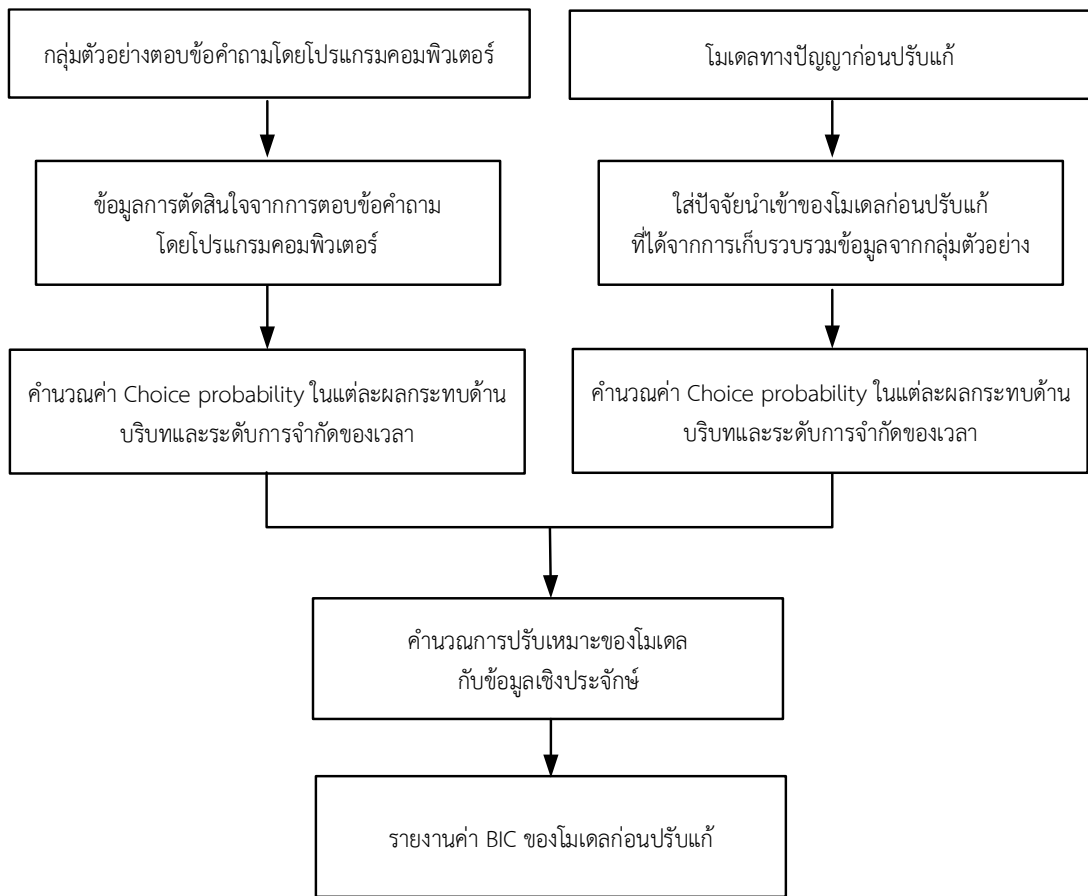 กลุ่มตัวอย่างตอบข้อคำถามโดยโปรแกรมคอมพิวเตอร์
โมเดลทางปัญญาก่อนปรับแก้
ข้อมูลการตัดสินใจจากการตอบข้อคำถาม
โดยโปรแกรมคอมพิวเตอร์
ใส่ปัจจัยนำเข้าของโมเดลก่อนปรับแก้
ที่ได้จากการเก็บรวบรวมข้อมูลจากกลุ่มตัวอย่าง
คำนวณค่า Choice probability ในแต่ละผลกระทบด้าน
บริบทและระดับการจำกัดของเวลา
คำนวณค่า Choice probability ในแต่ละผลกระทบด้าน
บริบทและระดับการจำกัดของเวลา
คำนวณการปรับเหมาะของโมเดล
กับข้อมูลเชิงประจักษ์
รายงานค่า BIC ของโมเดลก่อนปรับแก้